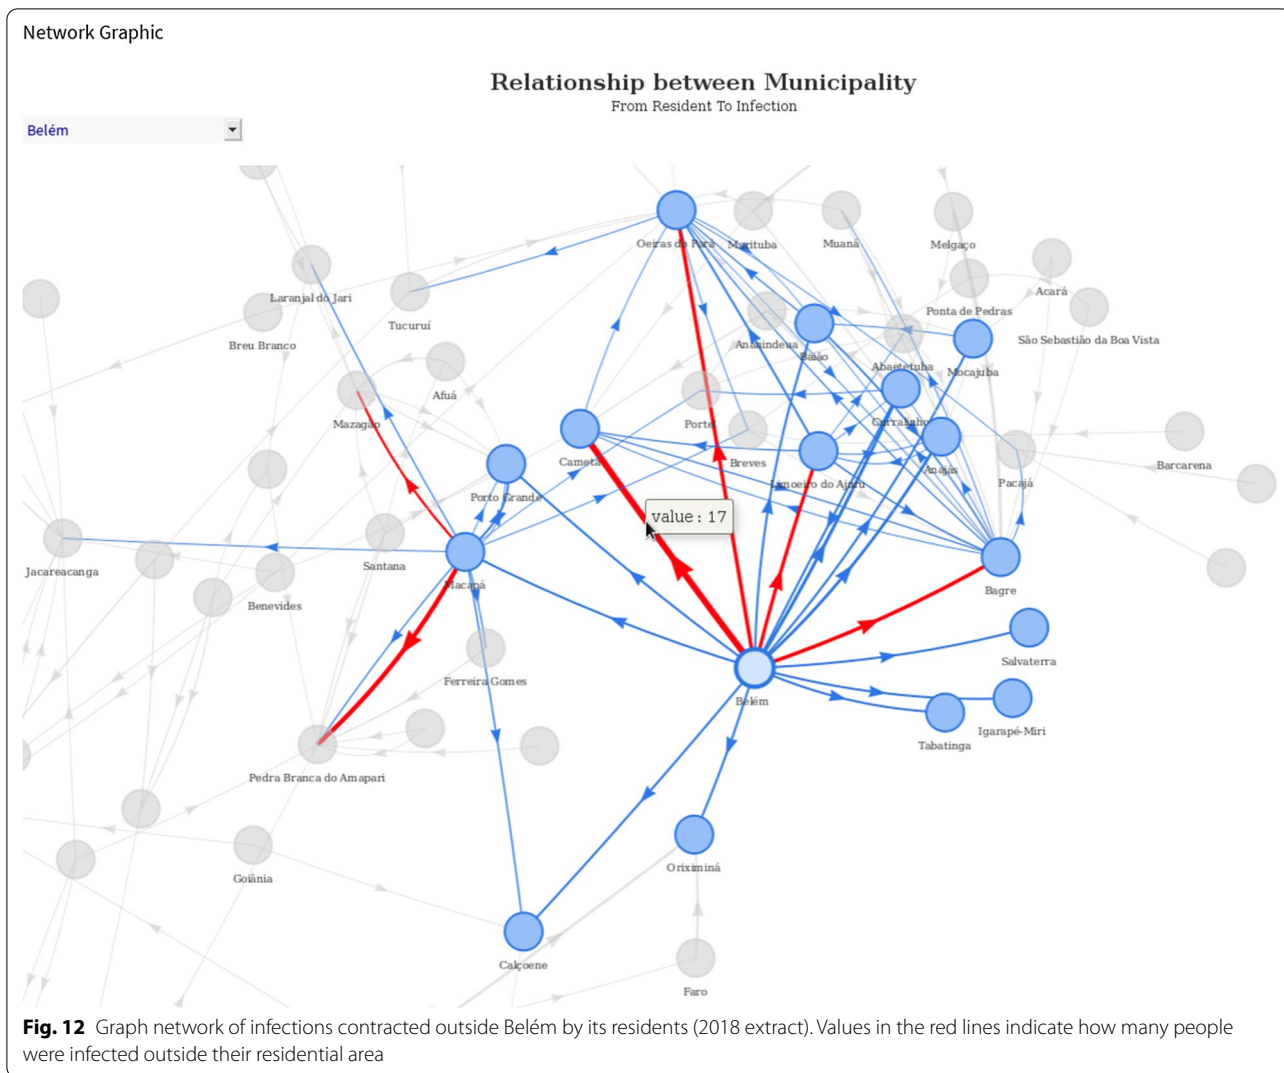 Network Graphic
Relationship between Municipality
From Resident To Infection
Belém
Oeiras do Pará
Marituba
Muaná
Melgaço
Acará
Laranjal do Jari
Tucuruí
Ponta de Pedras
São Sebastião da Boa Vista
Breu Branco
Ananindeua
Baião
Abaetetuba
Mocajuba
Afuá
Mazagão
Portel
Curralinho
Cametá
Breves
Anajás
Barcarena
Porto Grande
Limoeiro do Ajuru
Pacajá
value : 17
Jacareacanga
Santana
Macapá
Benevides
Bagre
Salvaterra
Ferreira Gomes
Belém
Igarapé-Miri
Tabatinga
Pedra Branca do Amapari
Oriximiná
Goiânia
Calçoene
Faro
Fig. 12 Graph network of infections contracted outside Belém by its residents (2018 extract). Values in the red lines indicate how many people
were infected outside their residential area